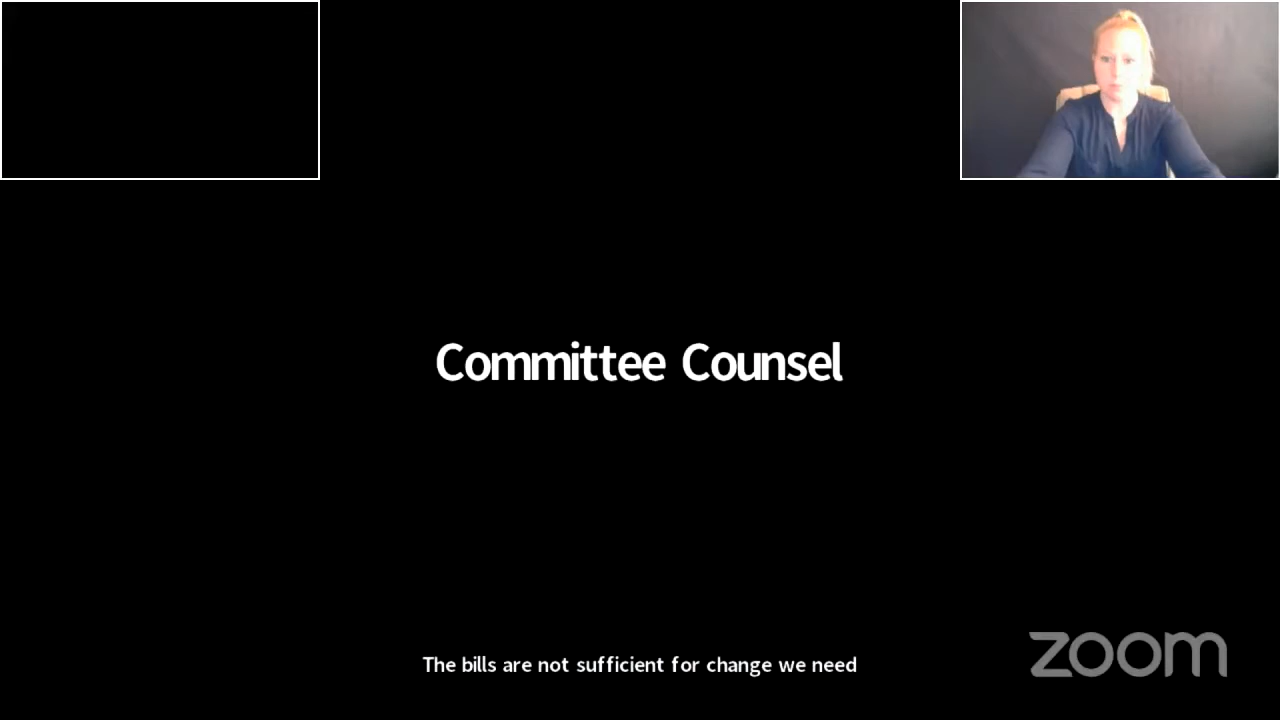 Committee Counsel
The bills are not sufficient for change we need
zoom